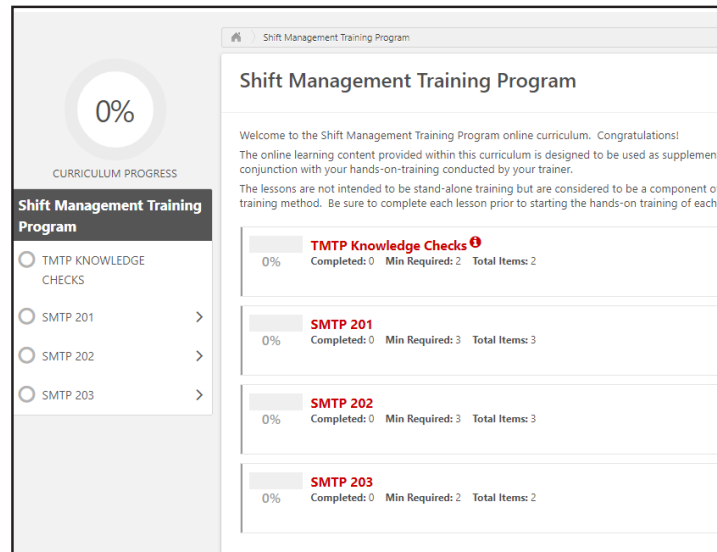 Shift Management Training Program
0%
CURRICULUM PROGRESS
Shift Management Training
Program
TMTP KNOWLEDGE
CHECKS
SMTP 201
SMTP 202
SMTP 203
Shift Management Training Program
Welcome to the Shift Management Training Program online curriculum. Congratulations!
The online learning content provided within this curriculum is designed to be used as supplemen
conjunction with your hands-on-training conducted by your trainer.
The lessons are not intended to be stand-alone training but are considered to be a component o
training method. Be sure to complete each lesson prior to starting the hands-on training of each
TMTP Knowledge Checks
0% Completed: 0 Min Required: 2 Total Items: 2
SMTP 201
0% Completed: 0 Min Required: 3 Total Items: 3
SMTP 202
0% Completed: 0 Min Required: 3 Total Items: 3
SMTP 203
0% Completed: 0 Min Required: 2 Total Items: 2